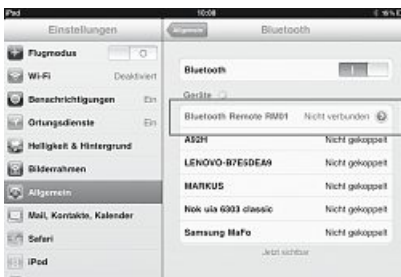 iPad
10:08
Einstellungen
Flugmodus
Wi-Fi Deaktiviert
Benachrichtigungen Ein
Ortungsdienste Ein
Helligkeit & Hintergrund
Bilderrahmen
Allgemein
Mail, Kontakte, Kalender
Safari
iPod
Allgemein Bluetooth
Bluetooth
Geräte
Bluetooth Remote RM01 Nicht verbunden
A92H Nicht gekoppelt
LENOVO-B7E5DEA9 Nicht gekoppelt
MARKUS Nicht gekoppelt
Nok uia 6303 classic Nicht gekoppelt
Samsung MaFo Nicht gekoppelt
Jetzt sichtbar